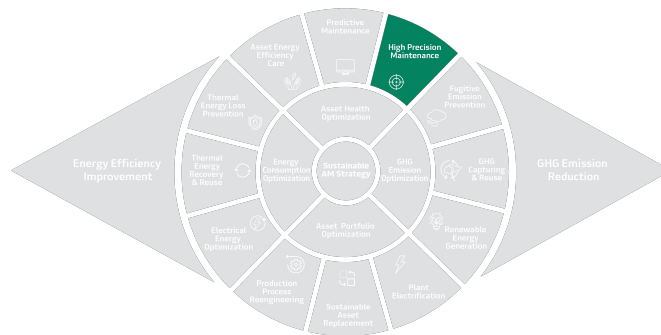 Predictive
Maintenance
High Precision
Maintenance
Asset Energy
Efficiency
Care
Fugitive
Emission
Prevention
Thermal
Energy Loss
Prevention
Asset Health
Optimization
Energy Efficiency
Improvement
Thermal
Energy
Recovery
& Reuse
Energy
Consumption
Optimization
Sustainable
AM Strategy
GHG
Emission
Optimization
GHG
Capturing
& Reuse
GHG Emission
Reduction
Asset Portfolio
Optimization
Electrical
Energy
Optimization
Renewable
Energy
Generation
Production
Process
Reengineering
Sustainable
Asset
Replacement
Plant
Electrification